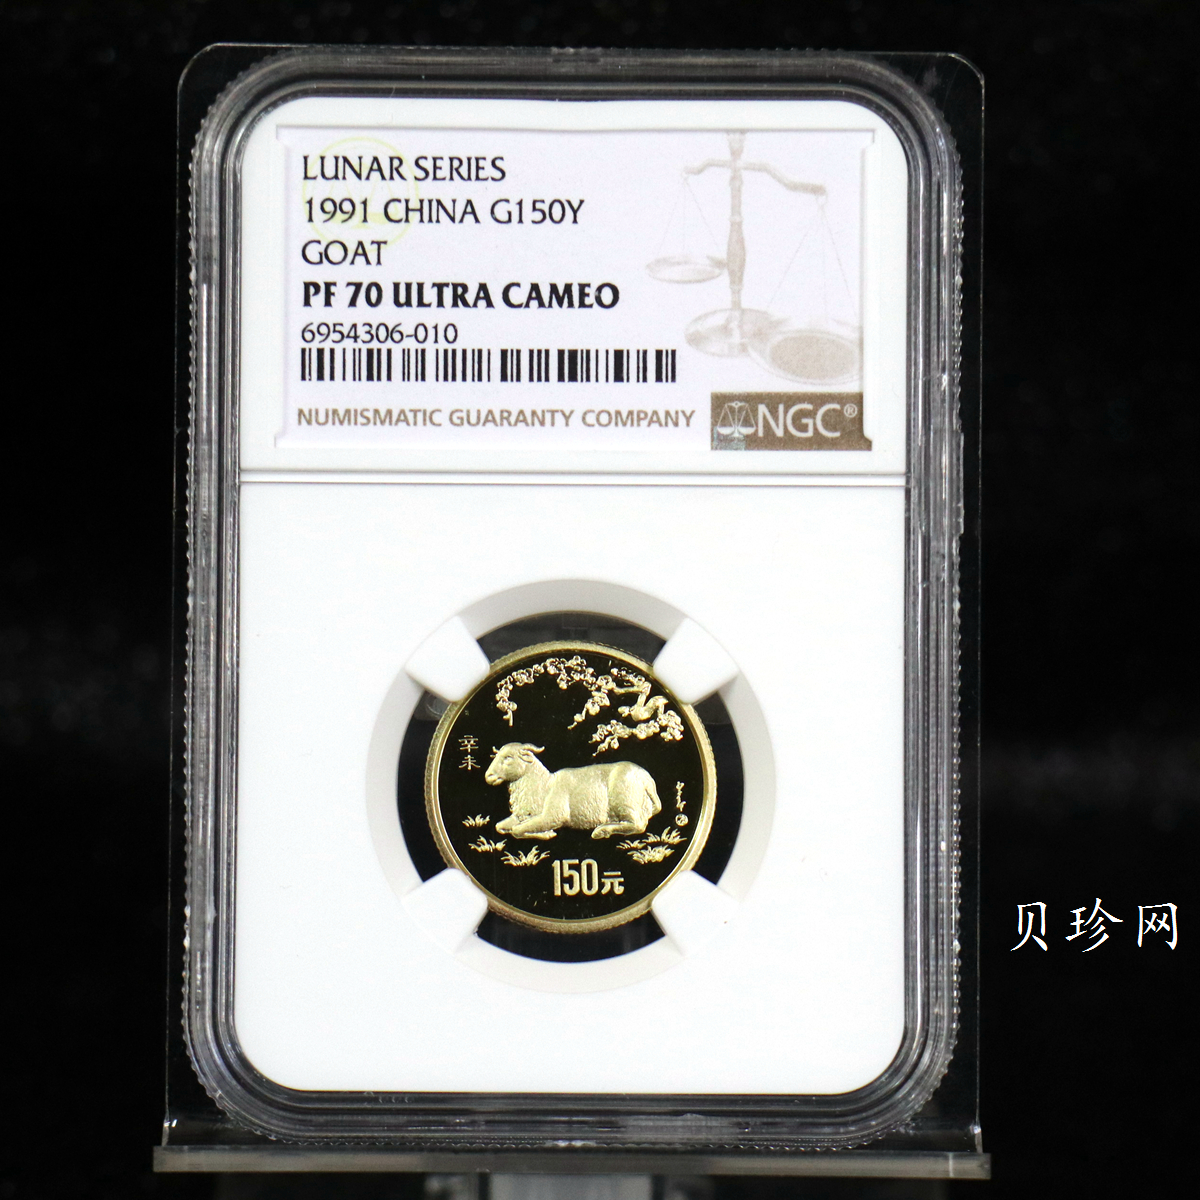 LUNAR SERIES
1991 CHINA G150Y
GOAT
PF 70 ULTRA CAMEO
6954306-010
NUMISMATIC GUARANTY COMPANY
NGC®
辛未
150元
贝珍网